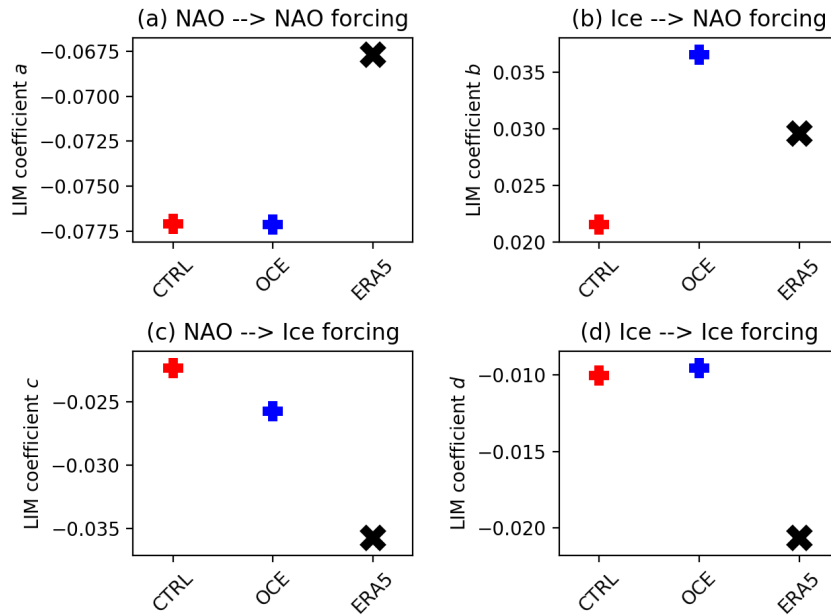 (a) NAO --> NAO forcing
LIM coefficient a
−0.0675
−0.0700
−0.0725
−0.0750
−0.0775
CTRL
OCE
ERA5
(b) Ice --> NAO forcing
LIM coefficient b
0.035
0.030
0.025
0.020
CTRL
OCE
ERA5
(c) NAO --> Ice forcing
LIM coefficient c
−0.025
−0.030
−0.035
CTRL
OCE
ERA5
(d) Ice --> Ice forcing
LIM coefficient d
−0.010
−0.015
−0.020
CTRL
OCE
ERA5